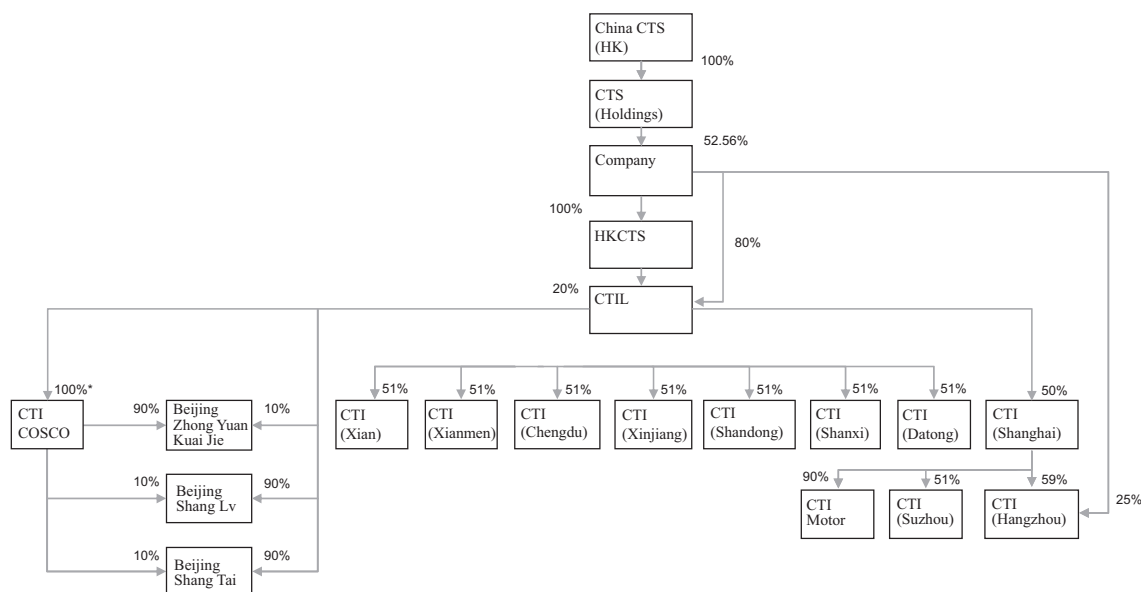 China CTS
(HK)
100%
CTS
(Holdings)
52.56%
Company
100%
HKCTS
80%
20%
CTIL
100%*
CTI
COSCO
90%
Beijing
Zhong Yuan
Kuai Jie
10%
10%
Beijing
Shang Lv
90%
10%
Beijing
Shang Tai
90%
51%
51%
51%
51%
51%
51%
51%
50%
CTI
(Xian)
CTI
(Xianmen)
CTI
(Chengdu)
CTI
(Xinjiang)
CTI
(Shandong)
CTI
(Shanxi)
CTI
(Datong)
CTI
(Shanghai)
90%
51%
59%
25%
CTI
Motor
CTI
(Suzhou)
CTI
(Hangzhou)